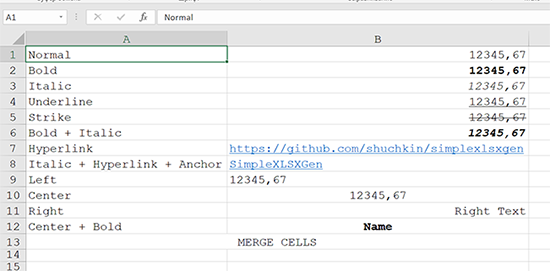 A1 fx Normal
A B
1 Normal 12345,67
2 Bold 12345,67
3 Italic 12345,67
4 Underline 12345,67
5 Strike 12345,67
6 Bold + Italic 12345,67
7 Hyperlink https://github.com/shuchkin/simplexlsxgen
8 Italic + Hyperlink + Anchor SimpleXLSXGen
9 Left 12345,67
10 Center 12345,67
11 Right Right Text
12 Center + Bold Name
13 MERGE CELLS
14
15